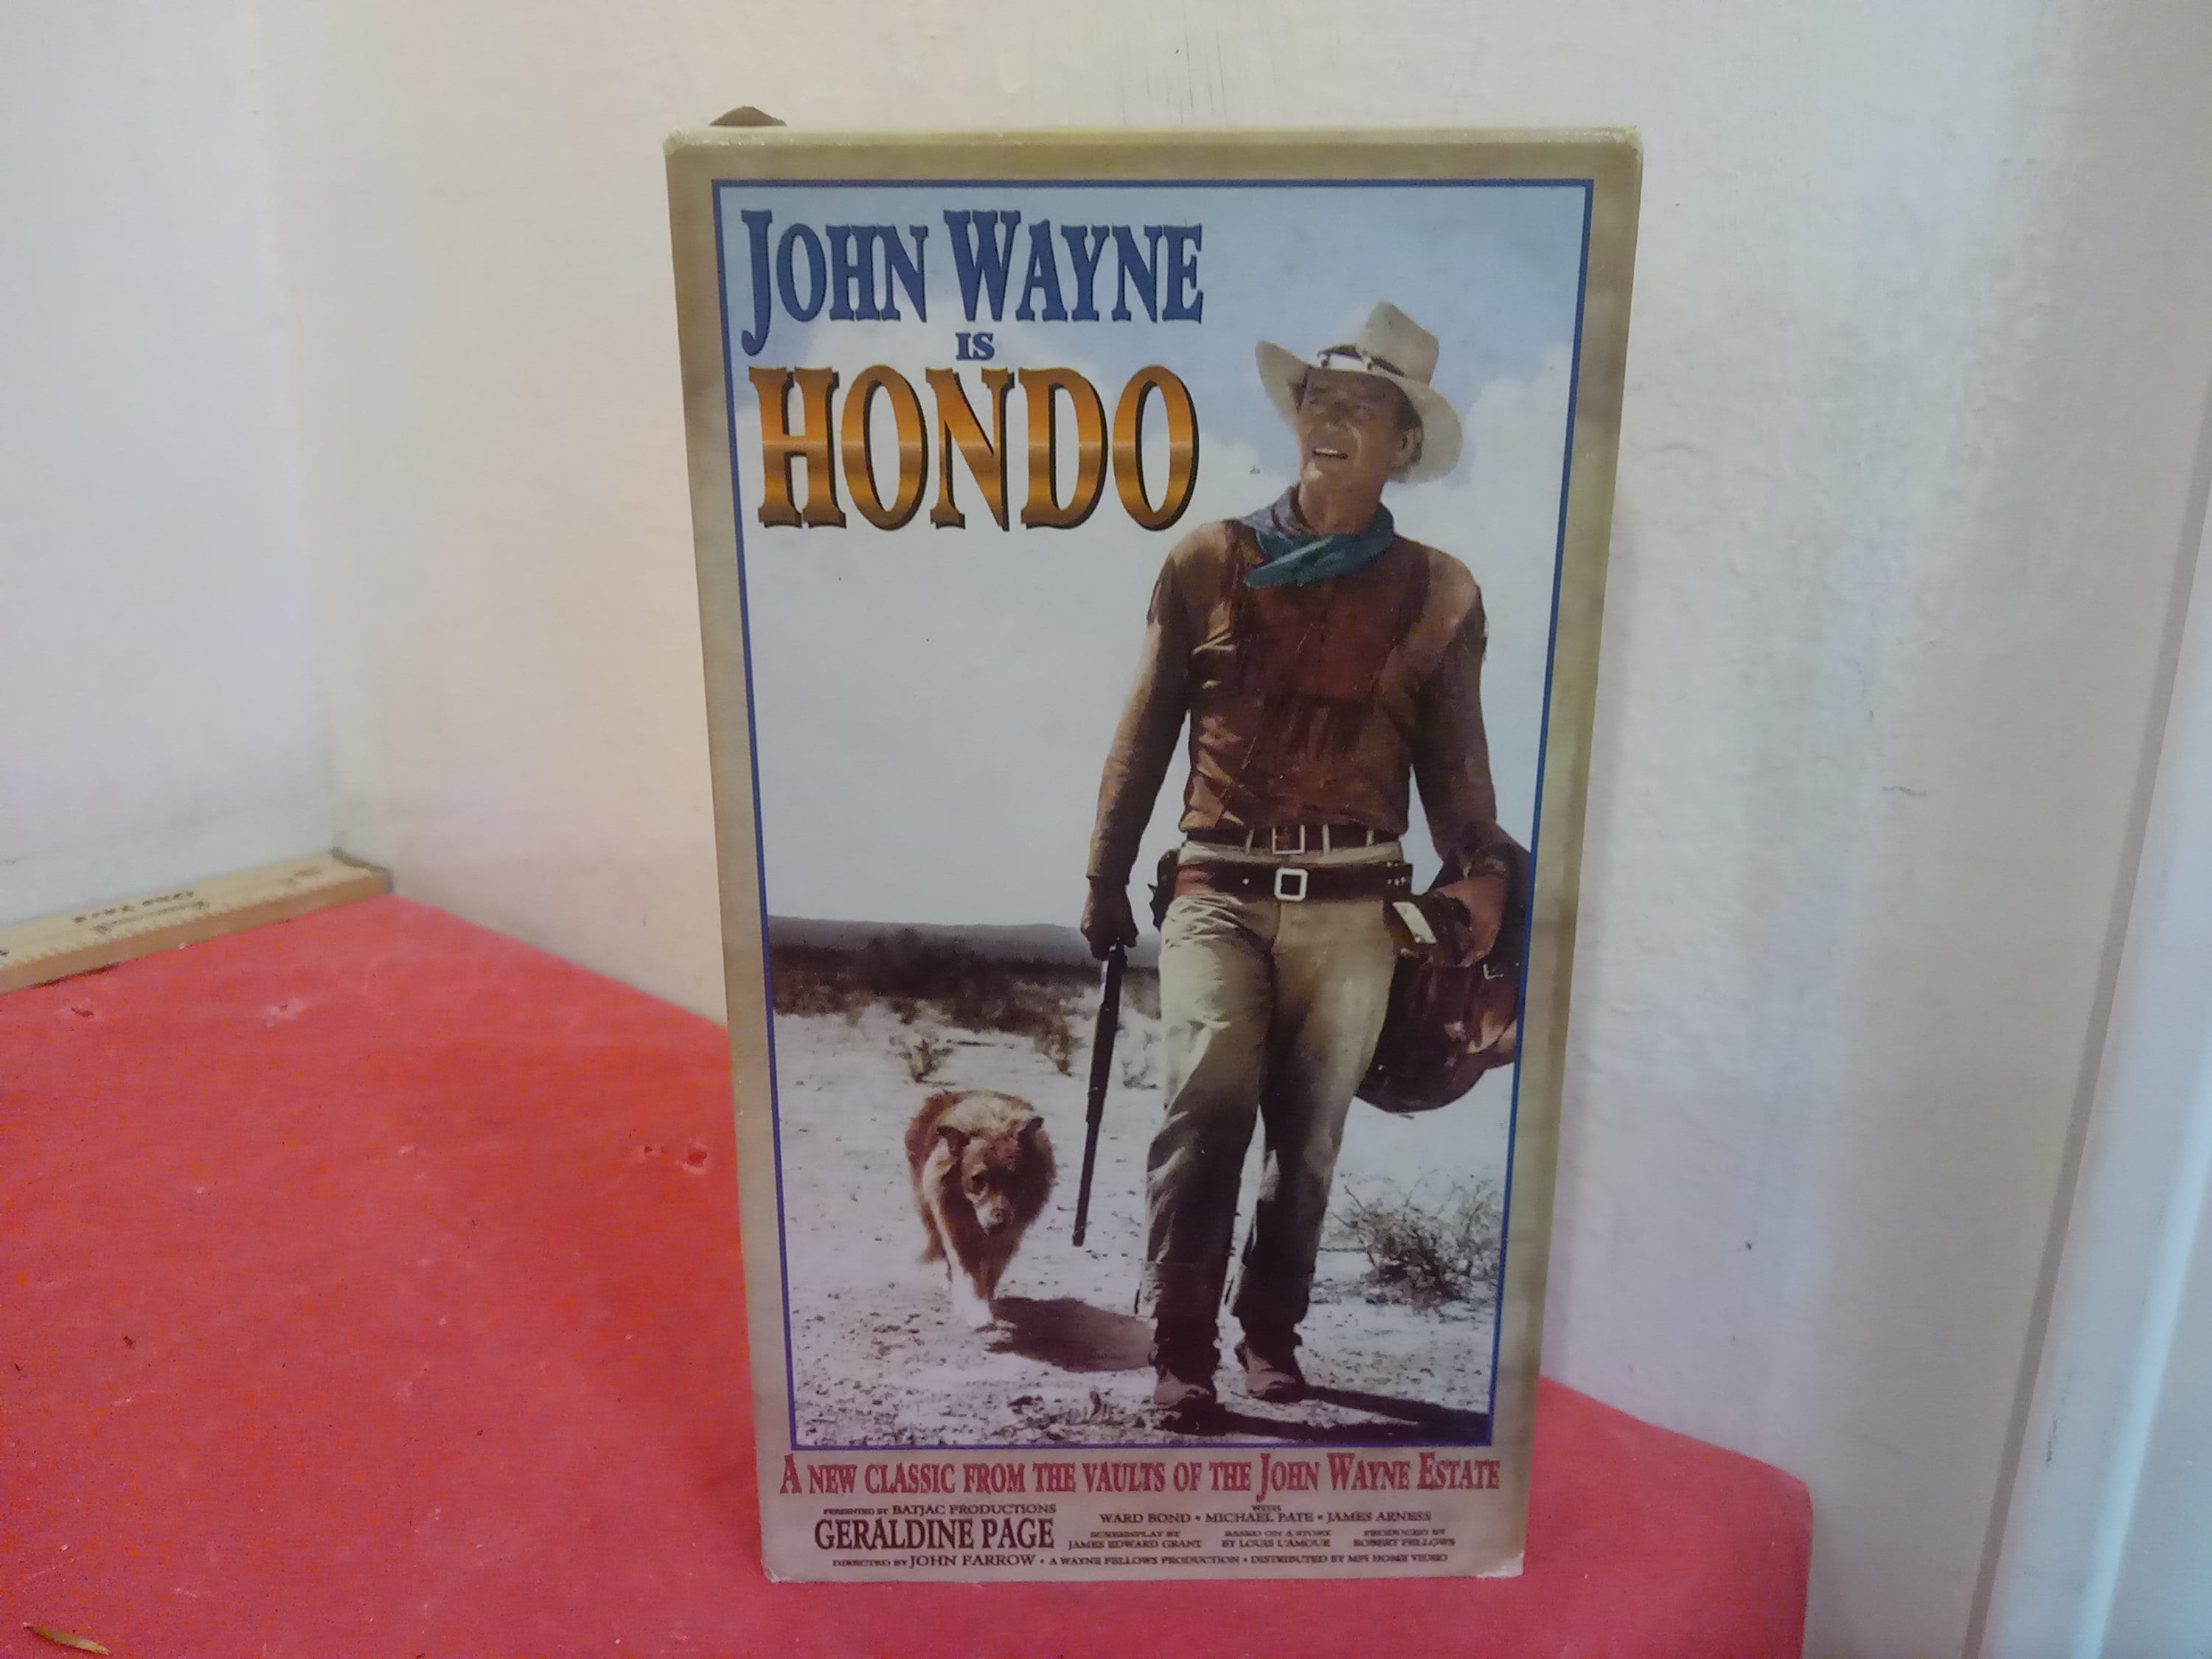 JOHN WAYNE
IS
HONDO
A NEW CLASSIC FROM THE VAULTS OF THE JOHN WAYNE ESTATE
PRESENTED BY BATJAC PRODUCTIONS
GERALDINE PAGE
WITH
WARD BOND • MICHAEL PATE • JAMES ARNESS
SCREENPLAY BY
JAMES EDWARD GRANT
BASED ON A STORY
BY LOUIS L'AMOUR
PRODUCED BY
ROBERT FELLOWS
DIRECTED BY JOHN FARROW • A WAYNE FELLOWS PRODUCTION • DISTRIBUTED BY MPI HOME VIDEO